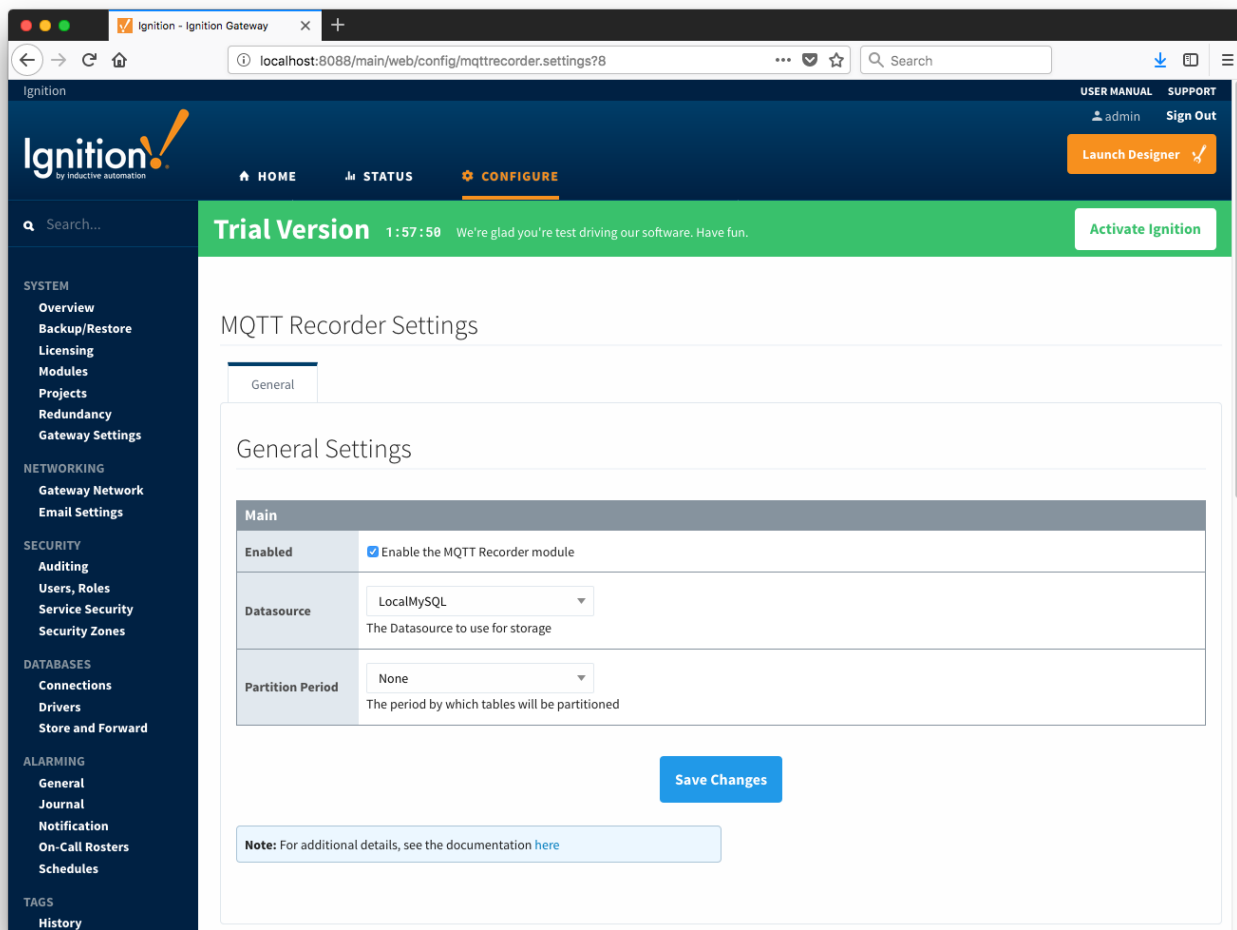 Ignition - Ignition Gateway
localhost:8088/main/web/config/mqttrecorder.settings?8
Search
Ignition
USER MANUAL SUPPORT
admin Sign Out
Ignition!
by inductive automation
Launch Designer
HOME STATUS CONFIGURE
Search...
Trial Version 1:57:50 We're glad you're test driving our software. Have fun. Activate Ignition
SYSTEM
Overview
Backup/Restore
Licensing
Modules
Projects
Redundancy
Gateway Settings
NETWORKING
Gateway Network
Email Settings
SECURITY
Auditing
Users, Roles
Service Security
Security Zones
DATABASES
Connections
Drivers
Store and Forward
ALARMING
General
Journal
Notification
On-Call Rosters
Schedules
TAGS
History
MQTT Recorder Settings
General
General Settings
Main
Enabled Enable the MQTT Recorder module
Datasource LocalMySQL
The Datasource to use for storage
Partition Period None
The period by which tables will be partitioned
Save Changes
Note: For additional details, see the documentation here